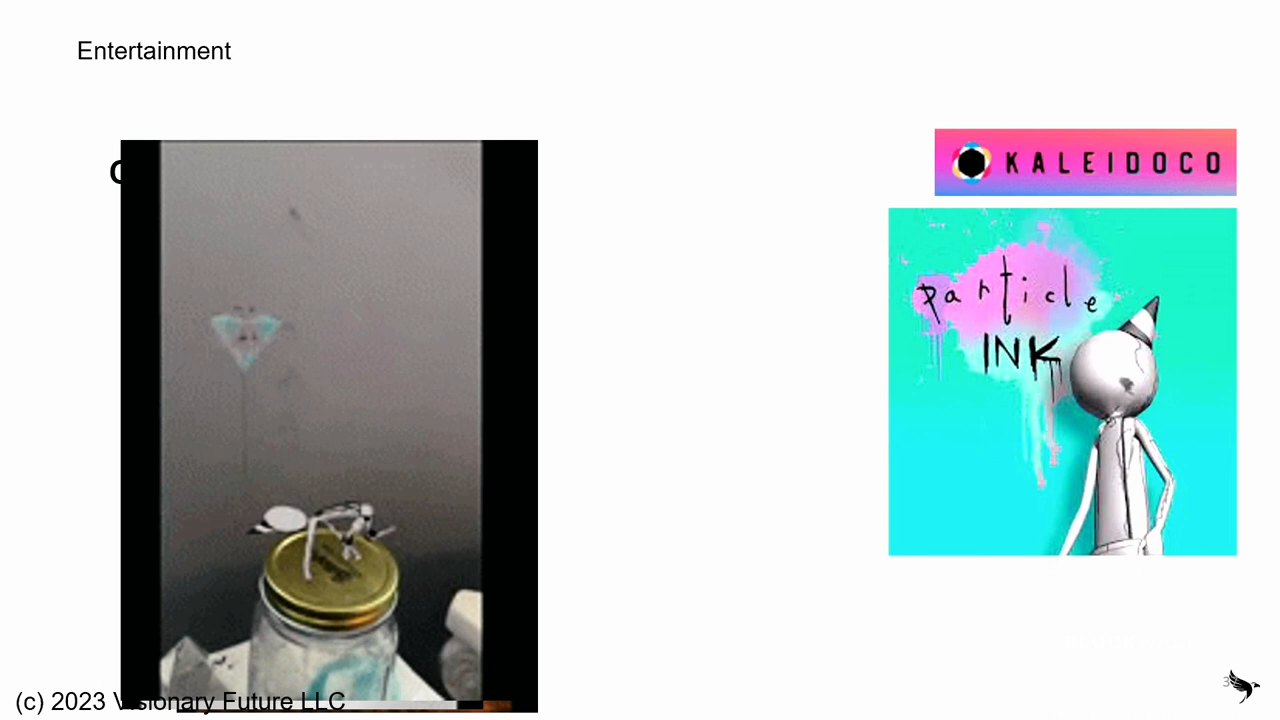 Entertainment
KALEIDOCO
particle
INK
(c) 2023 Visionary Future LLC